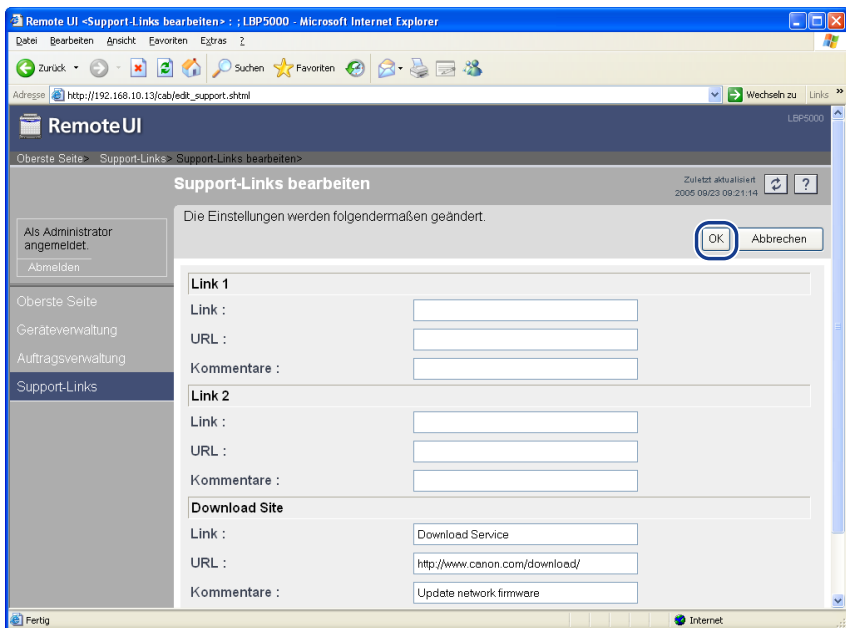 Remote UI <Support-Links bearbeiten> : ; LBP5000 - Microsoft Internet Explorer
Datei Bearbeiten Ansicht Favoriten Extras ?
Zurück Suchen Favoriten
Adresse http://192.168.10.13/cab/edit_support.shtml Wechseln zu Links »
Remote UI LBP5000
Oberste Seite> Support-Links> Support-Links bearbeiten>
Support-Links bearbeiten Zuletzt aktualisiert
2005 09/23 09:21:14 ?
Die Einstellungen werden folgendermaßen geändert.
Als Administrator
angemeldet.
Abmelden
OK Abbrechen
Oberste Seite
Geräteverwaltung
Auftragsverwaltung
Support-Links
Link 1
Link :
URL :
Kommentare :
Link 2
Link :
URL :
Kommentare :
Download Site
Link : Download Service
URL : http://www.canon.com/download/
Kommentare : Update network firmware
Fertig Internet